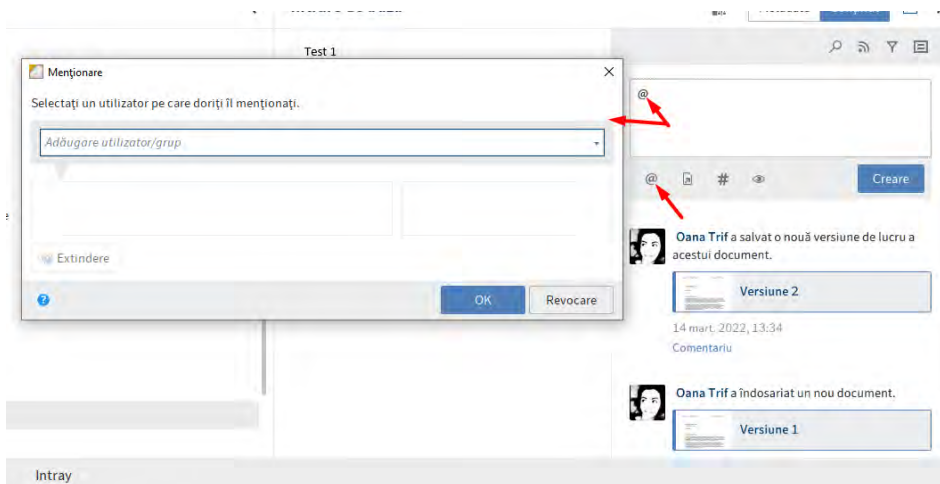 Test 1
Menționare
Selectați un utilizator pe care doriți îl menționați.
Adăugare utilizator/grup
Extindere
OK
Revocare
@
@
#
Creare
Oana Trif a salvat o nouă versiune de lucru a
acestui document.
Versiune 2
14 mart. 2022, 13:34
Comentariu
Oana Trif a îndosariat un nou document.
Versiune 1
Intray